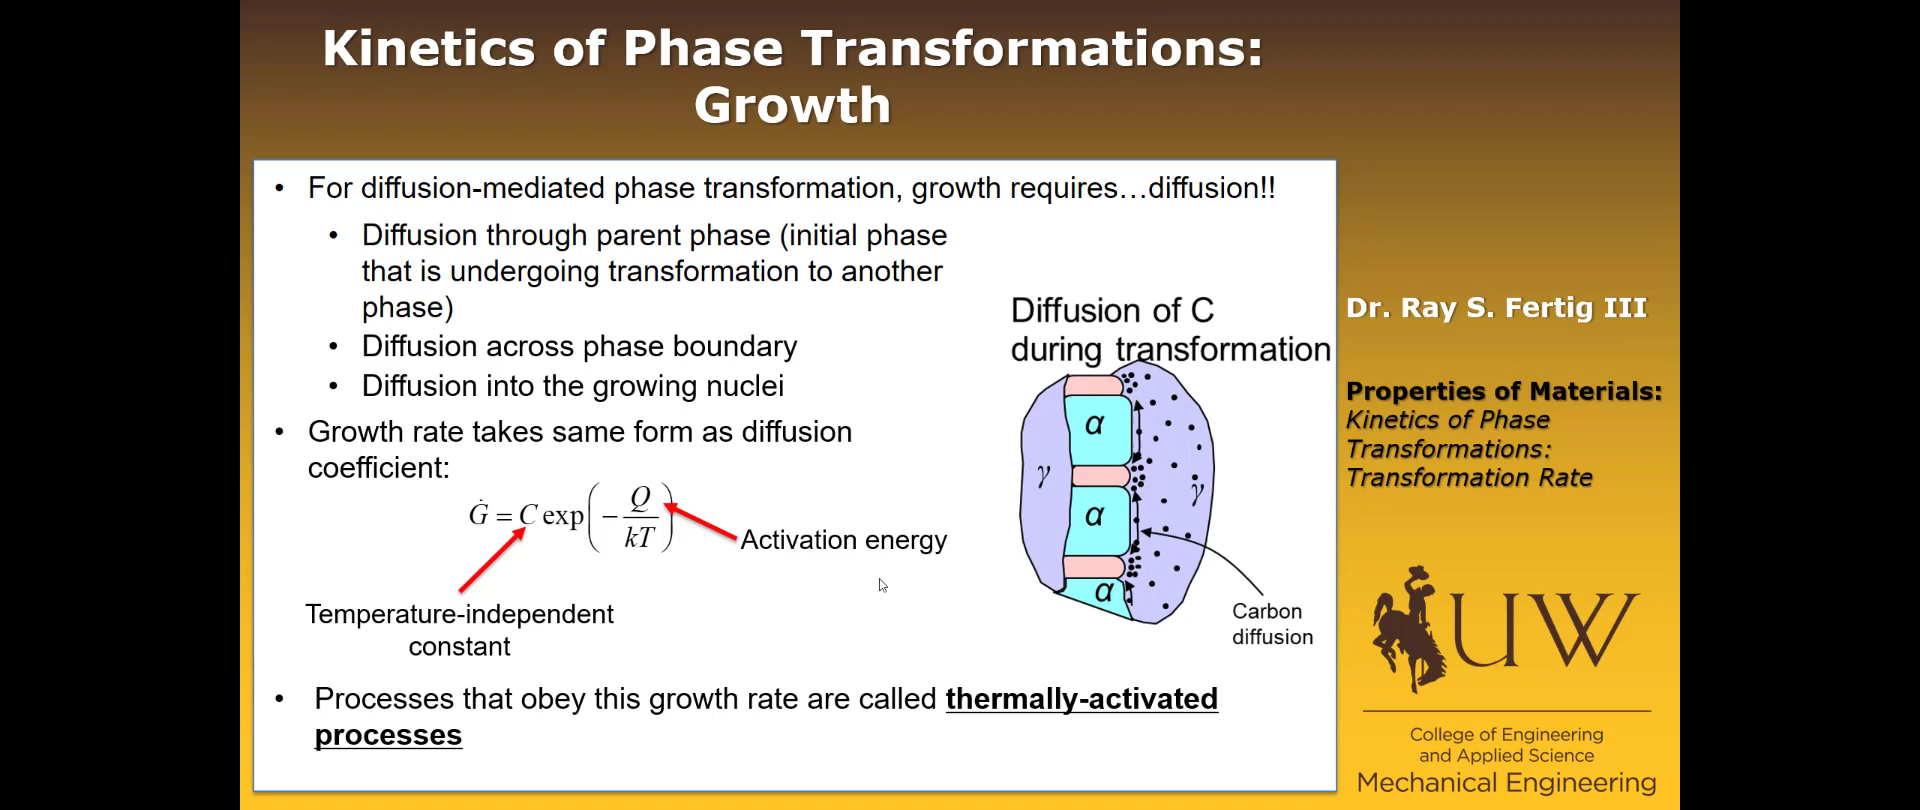 Kinetics of Phase Transformations:
Growth
• For diffusion-mediated phase transformation, growth requires…diffusion!!
• Diffusion through parent phase (initial phase
that is undergoing transformation to another
phase)
• Diffusion across phase boundary
• Diffusion into the growing nuclei
• Growth rate takes same form as diffusion
coefficient:
Ġ = C exp(−Q/kT)
Activation energy
Temperature-independent
constant
• Processes that obey this growth rate are called thermally-activated
processes
Diffusion of C
during transformation
α
γ
γ
α
α
Carbon
diffusion
Dr. Ray S. Fertig III
Properties of Materials:
Kinetics of Phase
Transformations:
Transformation Rate
UW
College of Engineering
and Applied Science
Mechanical Engineering